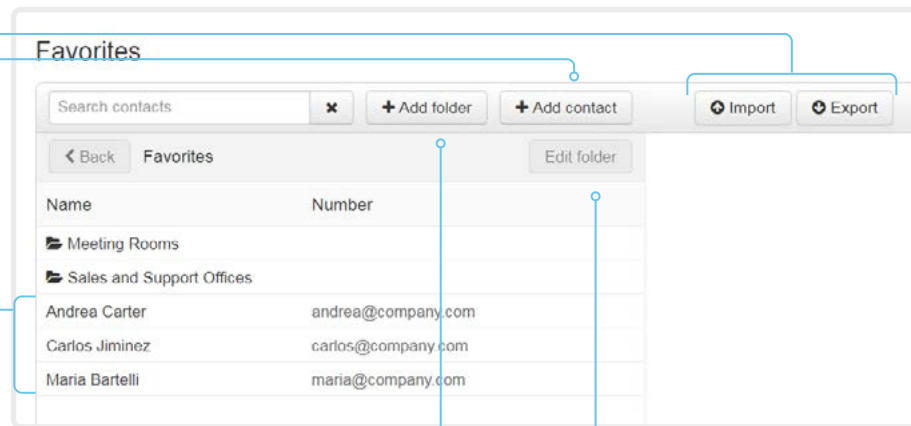 Favorites
Search contacts ✖ + Add folder + Add contact Import Export
Back Favorites Edit folder
Name Number
Meeting Rooms
Sales and Support Offices
Andrea Carter andrea@company.com
Carlos Jiminez carlos@company.com
Maria Bartelli maria@company.com